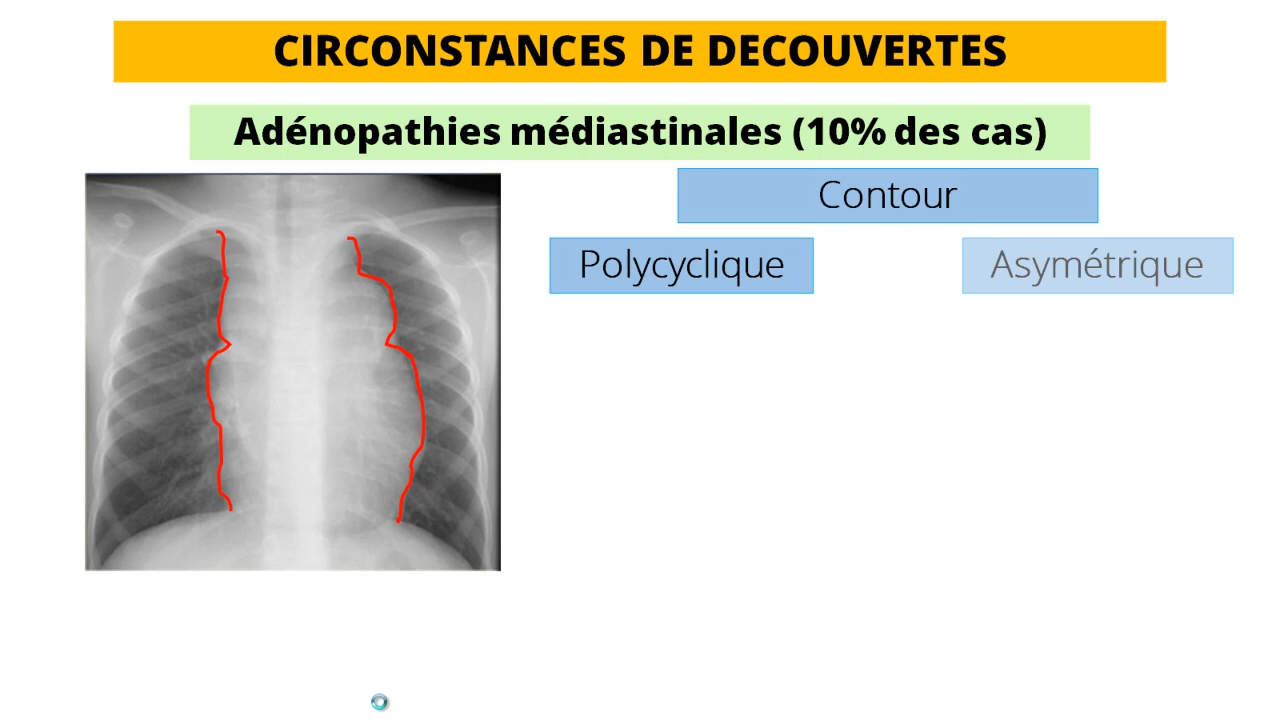 CIRCONSTANCES DE DECOUVERTES
Adénopathies médiastinales (10% des cas)
Contour
Polycyclique
Asymétrique